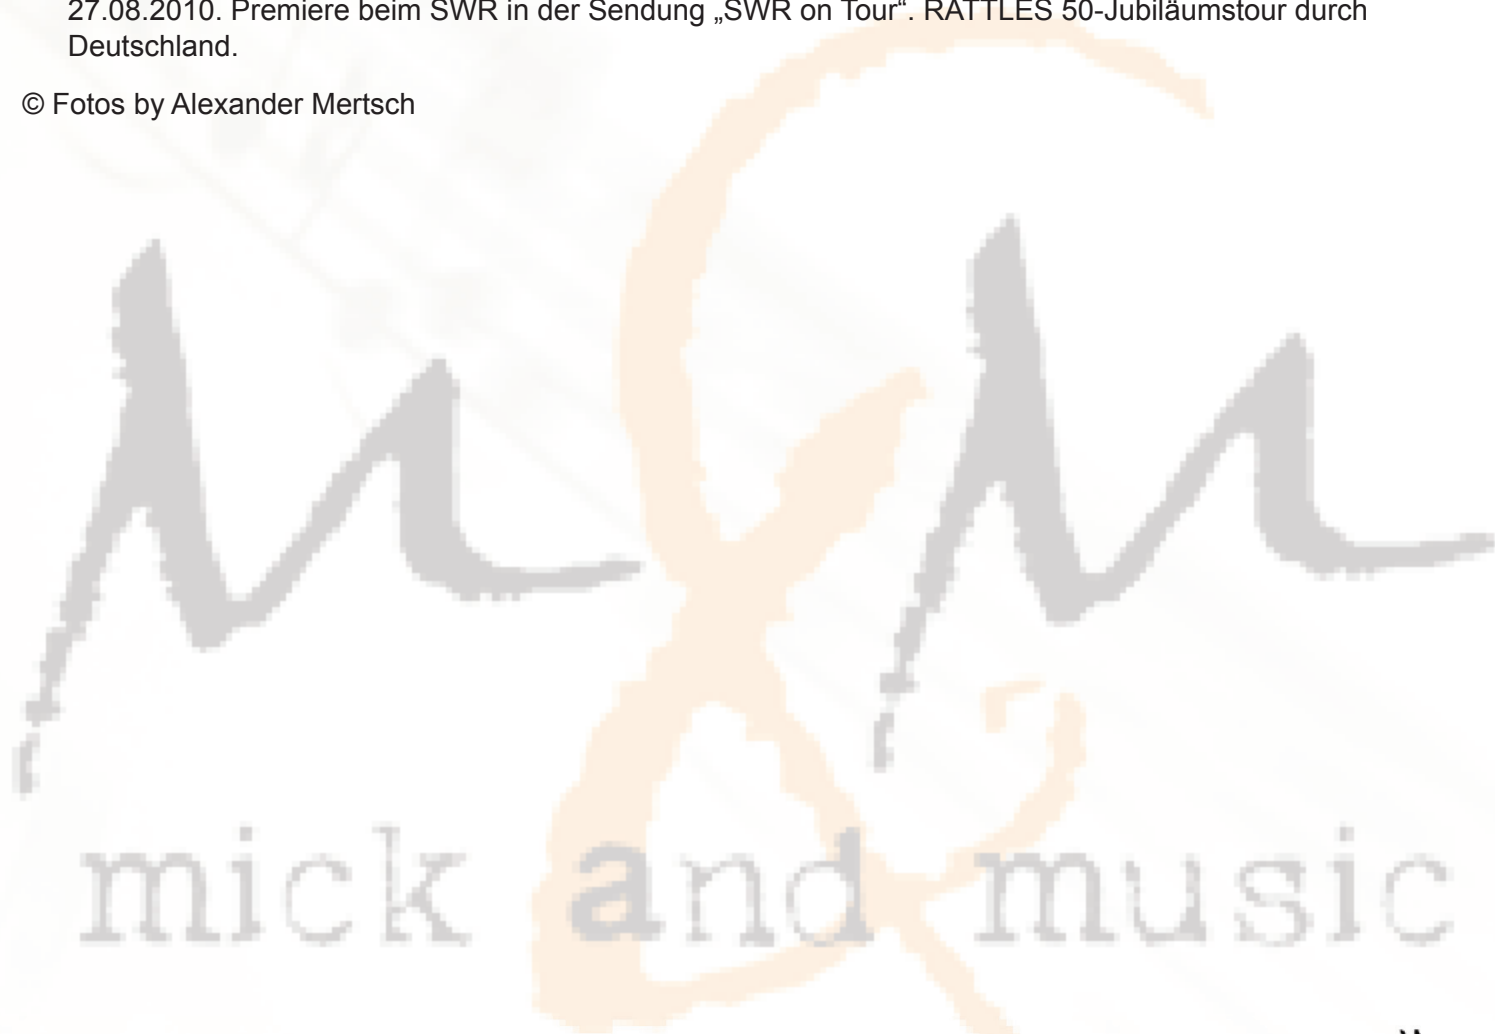 27.08.2010. Premiere beim SWR in der Sendung „SWR on Tour“. RATTLES 50-Jubiläumstour durch
Deutschland.
© Fotos by Alexander Mertsch
M & M
mick and music